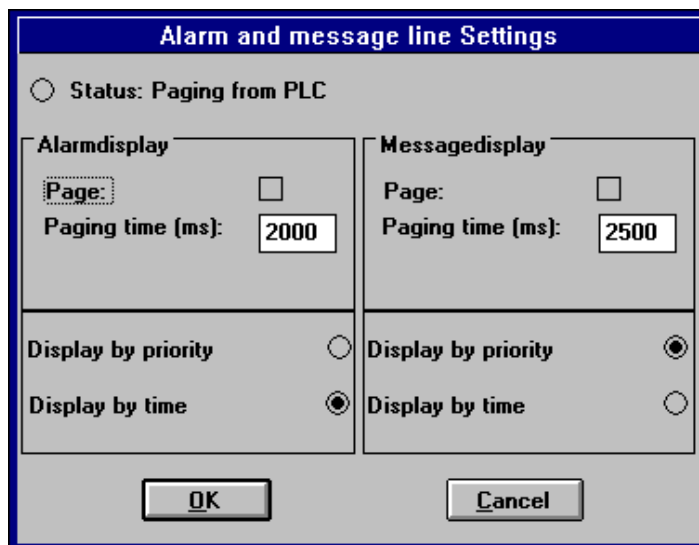 Alarm and message line Settings
Status: Paging from PLC
Alarmdisplay
Page:
Paging time (ms): 2000
Display by priority
Display by time
Messagedisplay
Page:
Paging time (ms): 2500
Display by priority
Display by time
OK
Cancel